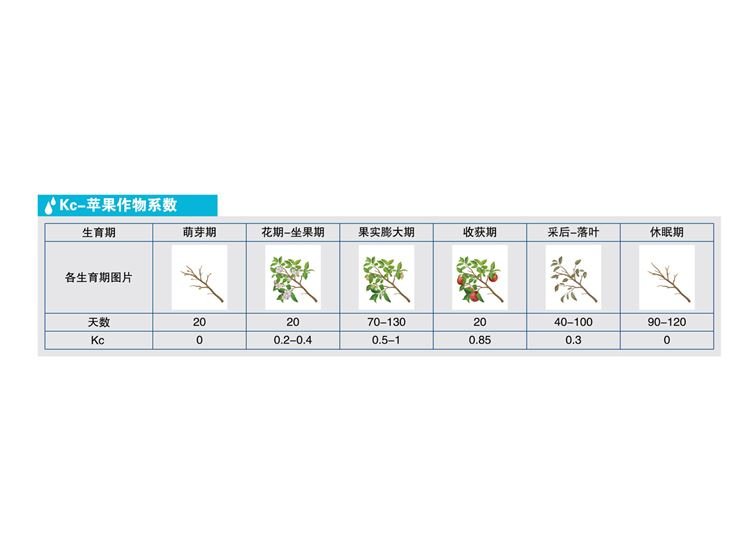 Kc-苹果作物系数
生育期 萌芽期 花期-坐果期 果实膨大期 收获期 采后-落叶 休眠期
各生育期图片
天数 20 20 70-130 20 40-100 90-120
Kc 0 0.2-0.4 0.5-1 0.85 0.3 0